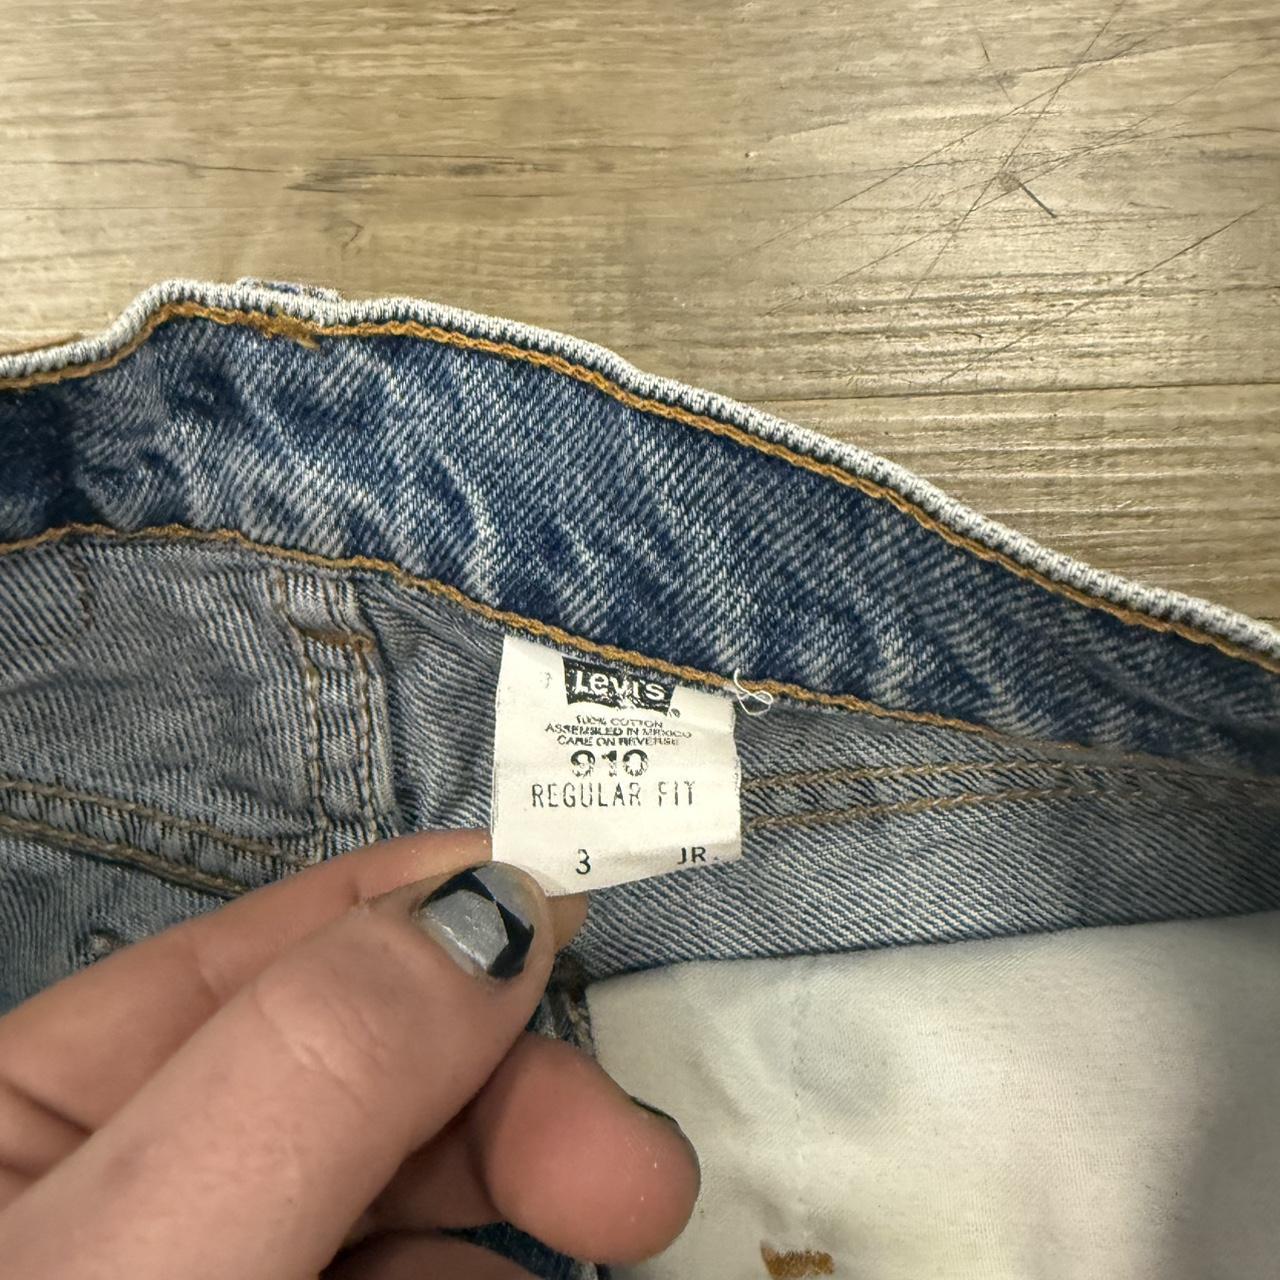 Levi's
®
100% COTTON
ASSEMBLED IN MEXICO
CARE ON REVERSE
910
REGULAR FIT
3 JR.